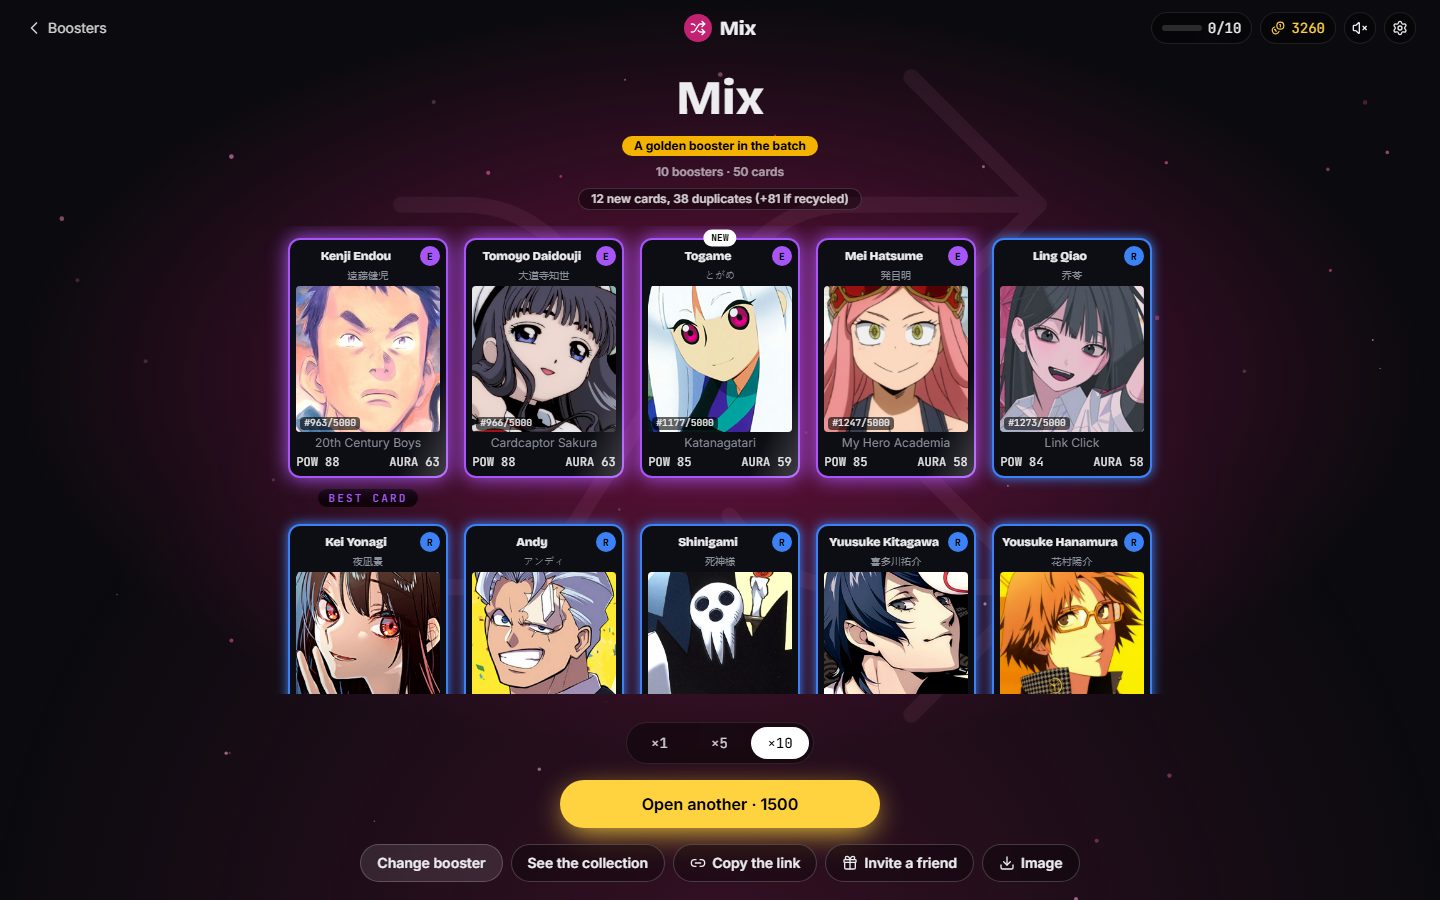 Boosters
Mix
0/10
3260
Mix
A golden booster in the batch
10 boosters · 50 cards
12 new cards, 38 duplicates (+81 if recycled)
Kenji Endou E
遠藤健児
#963/5000
20th Century Boys
POW 88 AURA 63
BEST CARD
Tomoyo Daidouji E
大道寺知世
#966/5000
Cardcaptor Sakura
POW 88 AURA 63
NEW
Togame E
とがめ
#1177/5000
Katanagatari
POW 85 AURA 59
Mei Hatsume E
発目明
#1247/5000
My Hero Academia
POW 85 AURA 58
Ling Qiao R
乔苓
#1273/5000
Link Click
POW 84 AURA 58
Kei Yonagi R
夜凪景
Andy R
アンディ
Shinigami R
死神様
Yuusuke Kitagawa R
喜多川祐介
Yousuke Hanamura R
花村陽介
×1
×5
×10
Open another · 1500
Change booster
See the collection
Copy the link
Invite a friend
Image